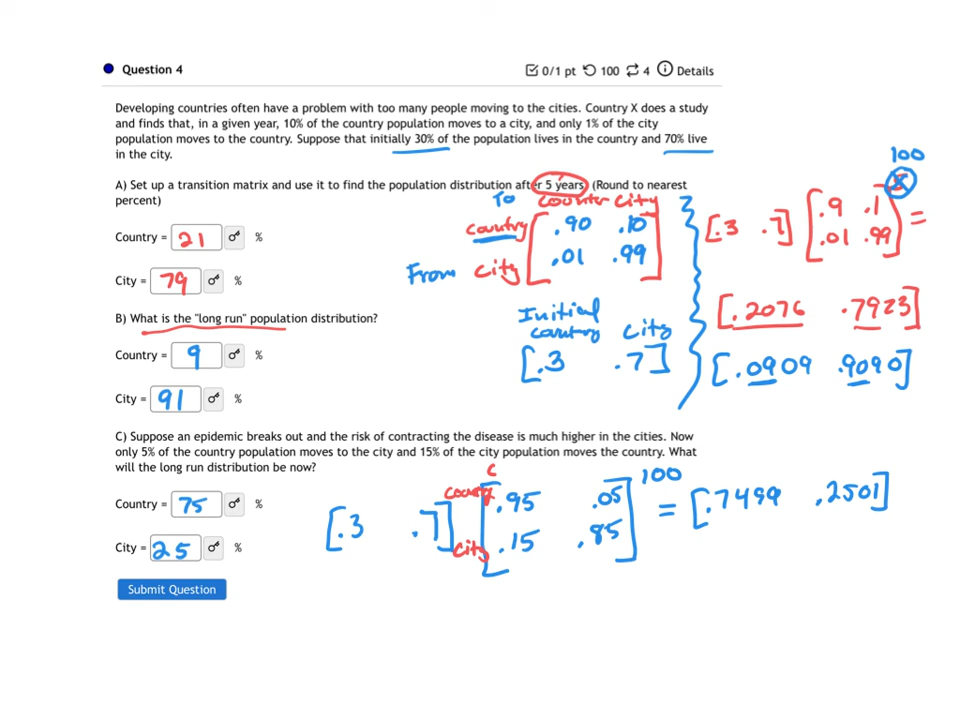 Question 4
0/1 pt 100 4 Details
Developing countries often have a problem with too many people moving to the cities. Country X does a study
and finds that, in a given year, 10% of the country population moves to a city, and only 1% of the city
population moves to the country. Suppose that initially 30% of the population lives in the country and 70% live
in the city.
A) Set up a transition matrix and use it to find the population distribution after 5 years. (Round to nearest
percent)
Country = 21 %
City = 79 %
To counter city
country [ .90 .10
From city .01 .99 ]
Initial
country city
[.3 .7]
100
[.3 .7] [ .9 .1
.01 .99 ] =
[.2076 .7923]
[.0909 .9090]
B) What is the "long run" population distribution?
Country = 9 %
City = 91 %
C) Suppose an epidemic breaks out and the risk of contracting the disease is much higher in the cities. Now
only 5% of the country population moves to the city and 15% of the city population moves the country. What
will the long run distribution be now?
Country = 75 %
City = 25 %
C
country .95 .05 100
[.3 .7] = [.7499 .2501]
city .15 .85
Submit Question